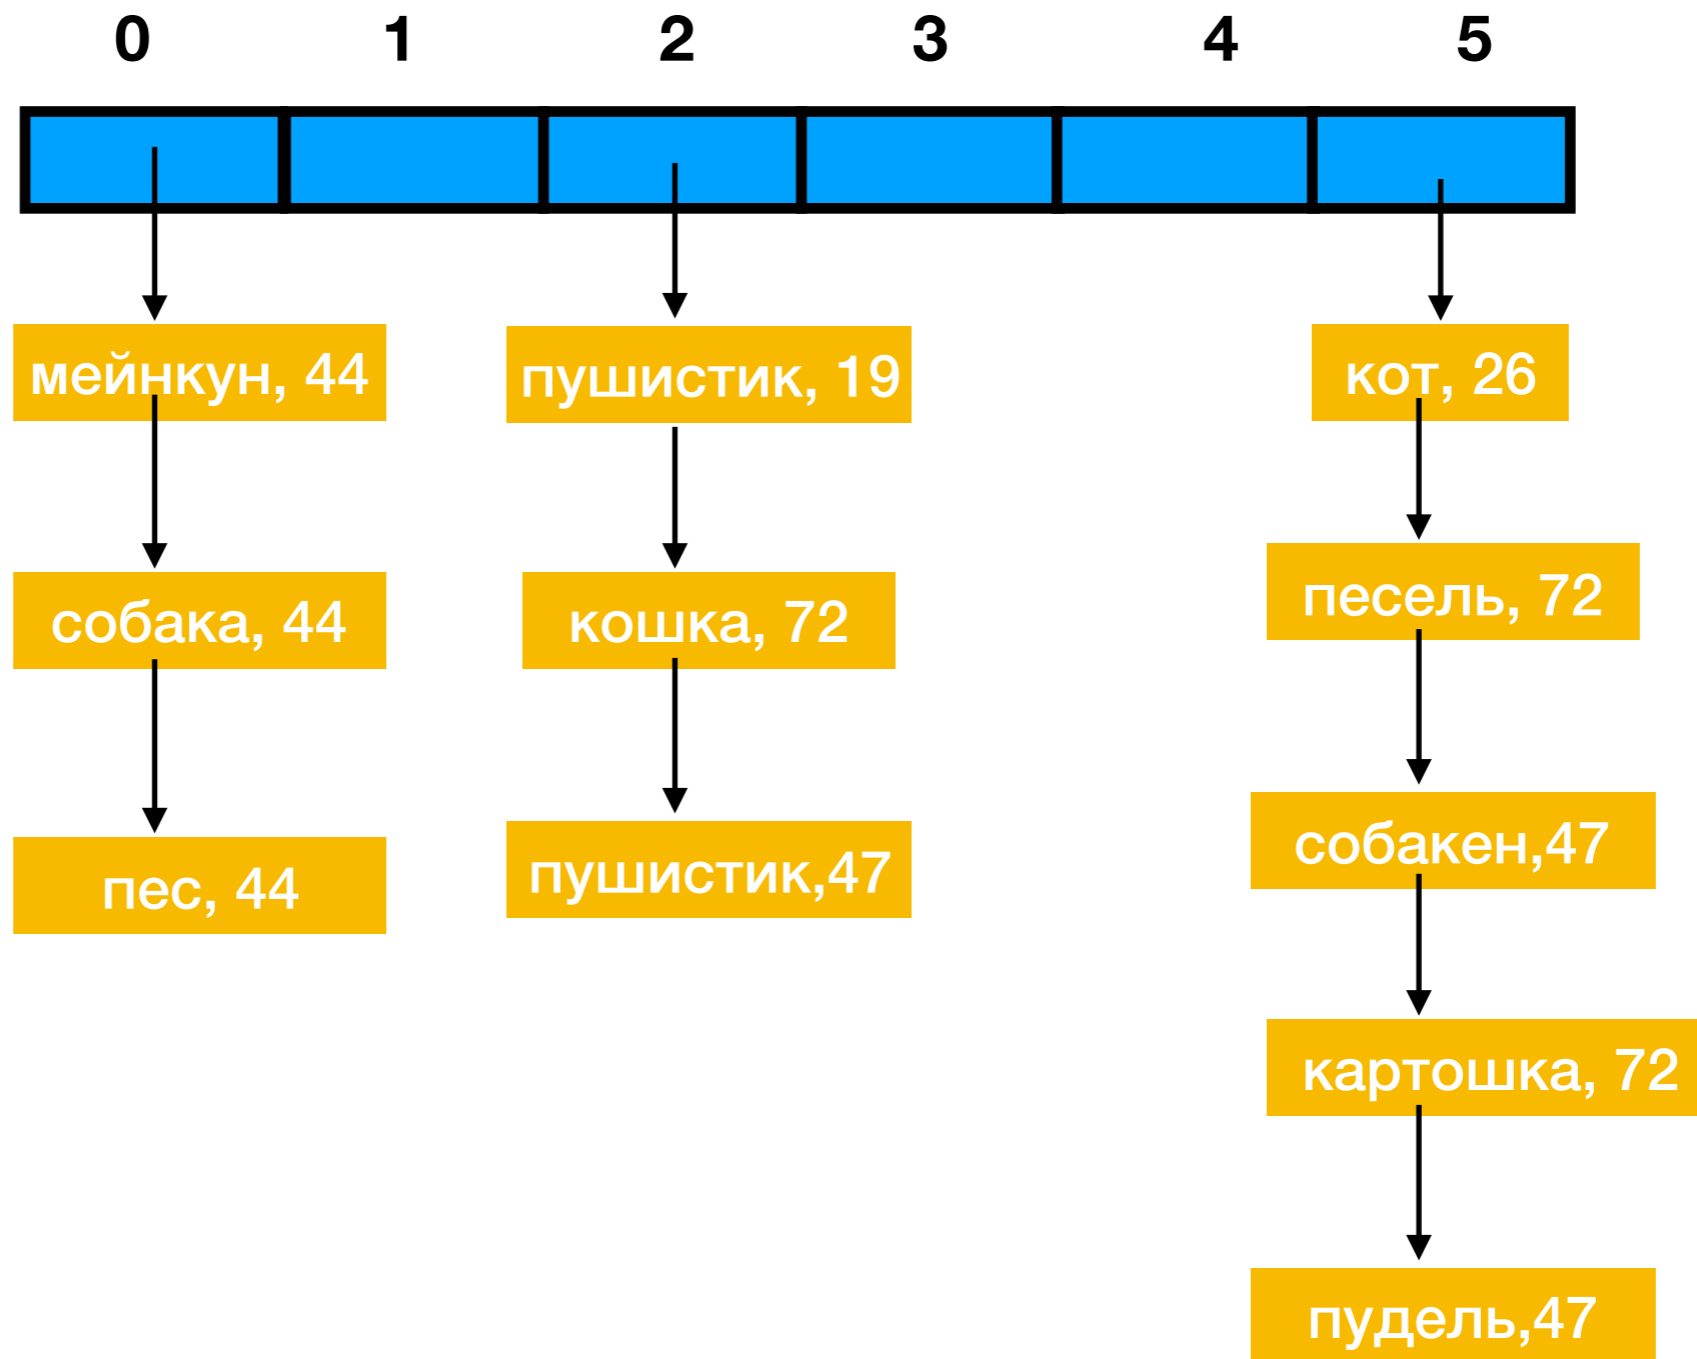 0 1 2 3 4 5
мейнкун, 44
пушистик, 19
кот, 26
собака, 44
кошка, 72
песель, 72
пес, 44
пушистик,47
собакен,47
картошка, 72
пудель,47